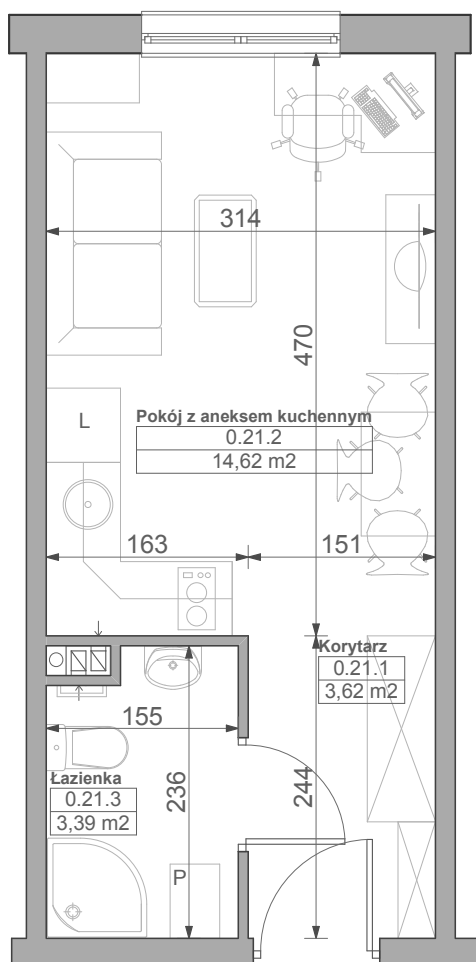 314
470
L
Pokój z aneksem kuchennym
0.21.2
14,62 m2
163
151
Korytarz
0.21.1
3,62 m2
155
236
244
Łazienka
0.21.3
3,39 m2
P